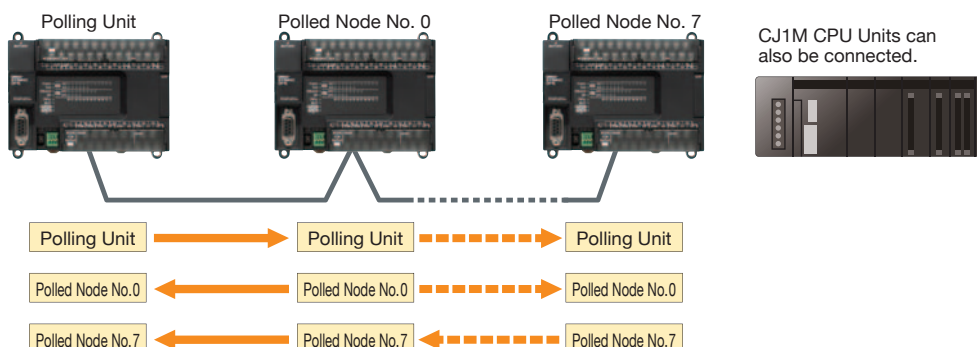 Polling Unit
Polled Node No. 0
Polled Node No. 7
CJ1M CPU Units can
also be connected.
Polling Unit
Polling Unit
Polling Unit
Polled Node No.0
Polled Node No.0
Polled Node No.0
Polled Node No.7
Polled Node No.7
Polled Node No.7